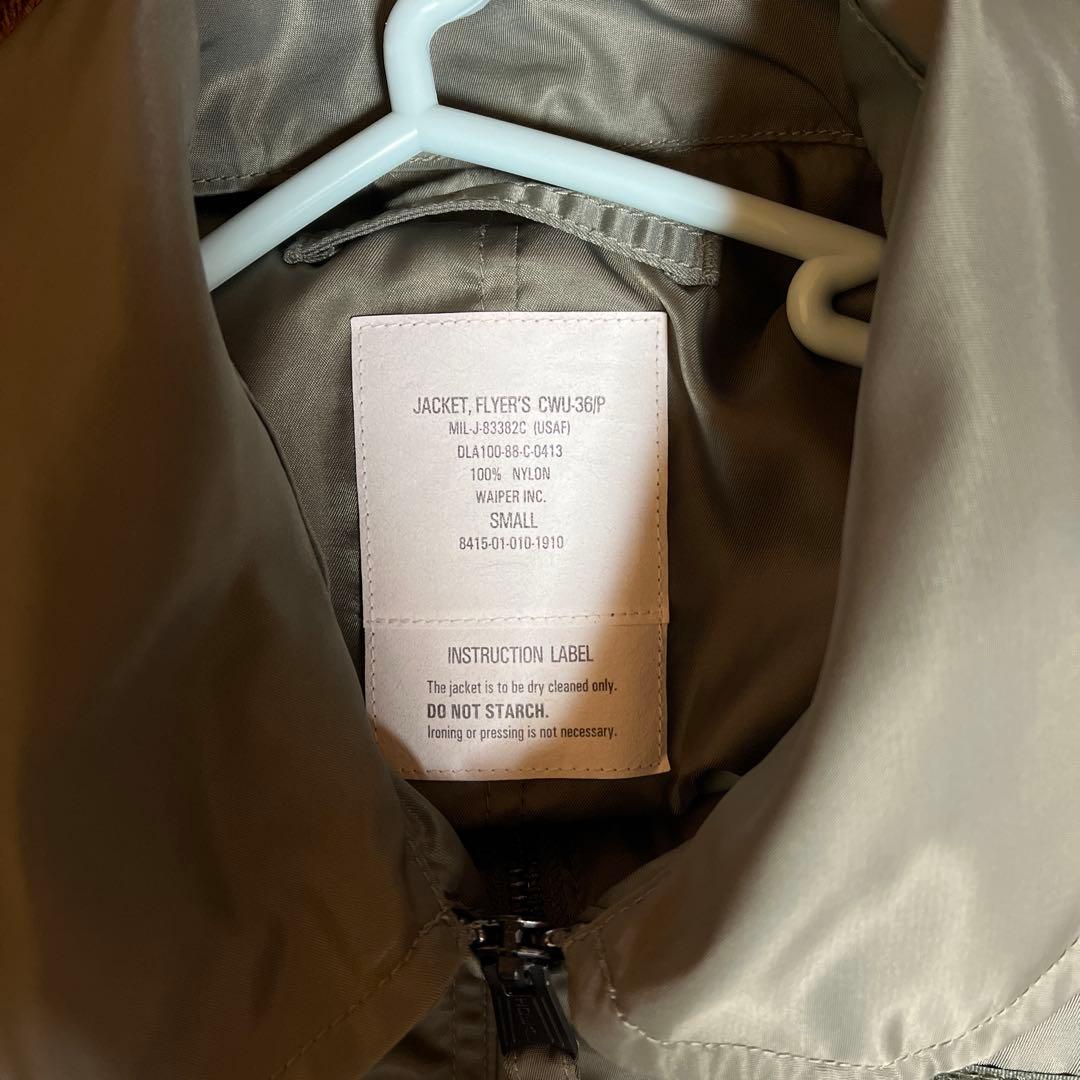 JACKET, FLYER'S CWU-36/P
MIL-J-83382C (USAF)
DLA100-88-C-0413
100% NYLON
WAIPER INC.
SMALL
8415-01-010-1910
INSTRUCTION LABEL
The jacket is to be dry cleaned only.
DO NOT STARCH.
Ironing or pressing is not necessary.